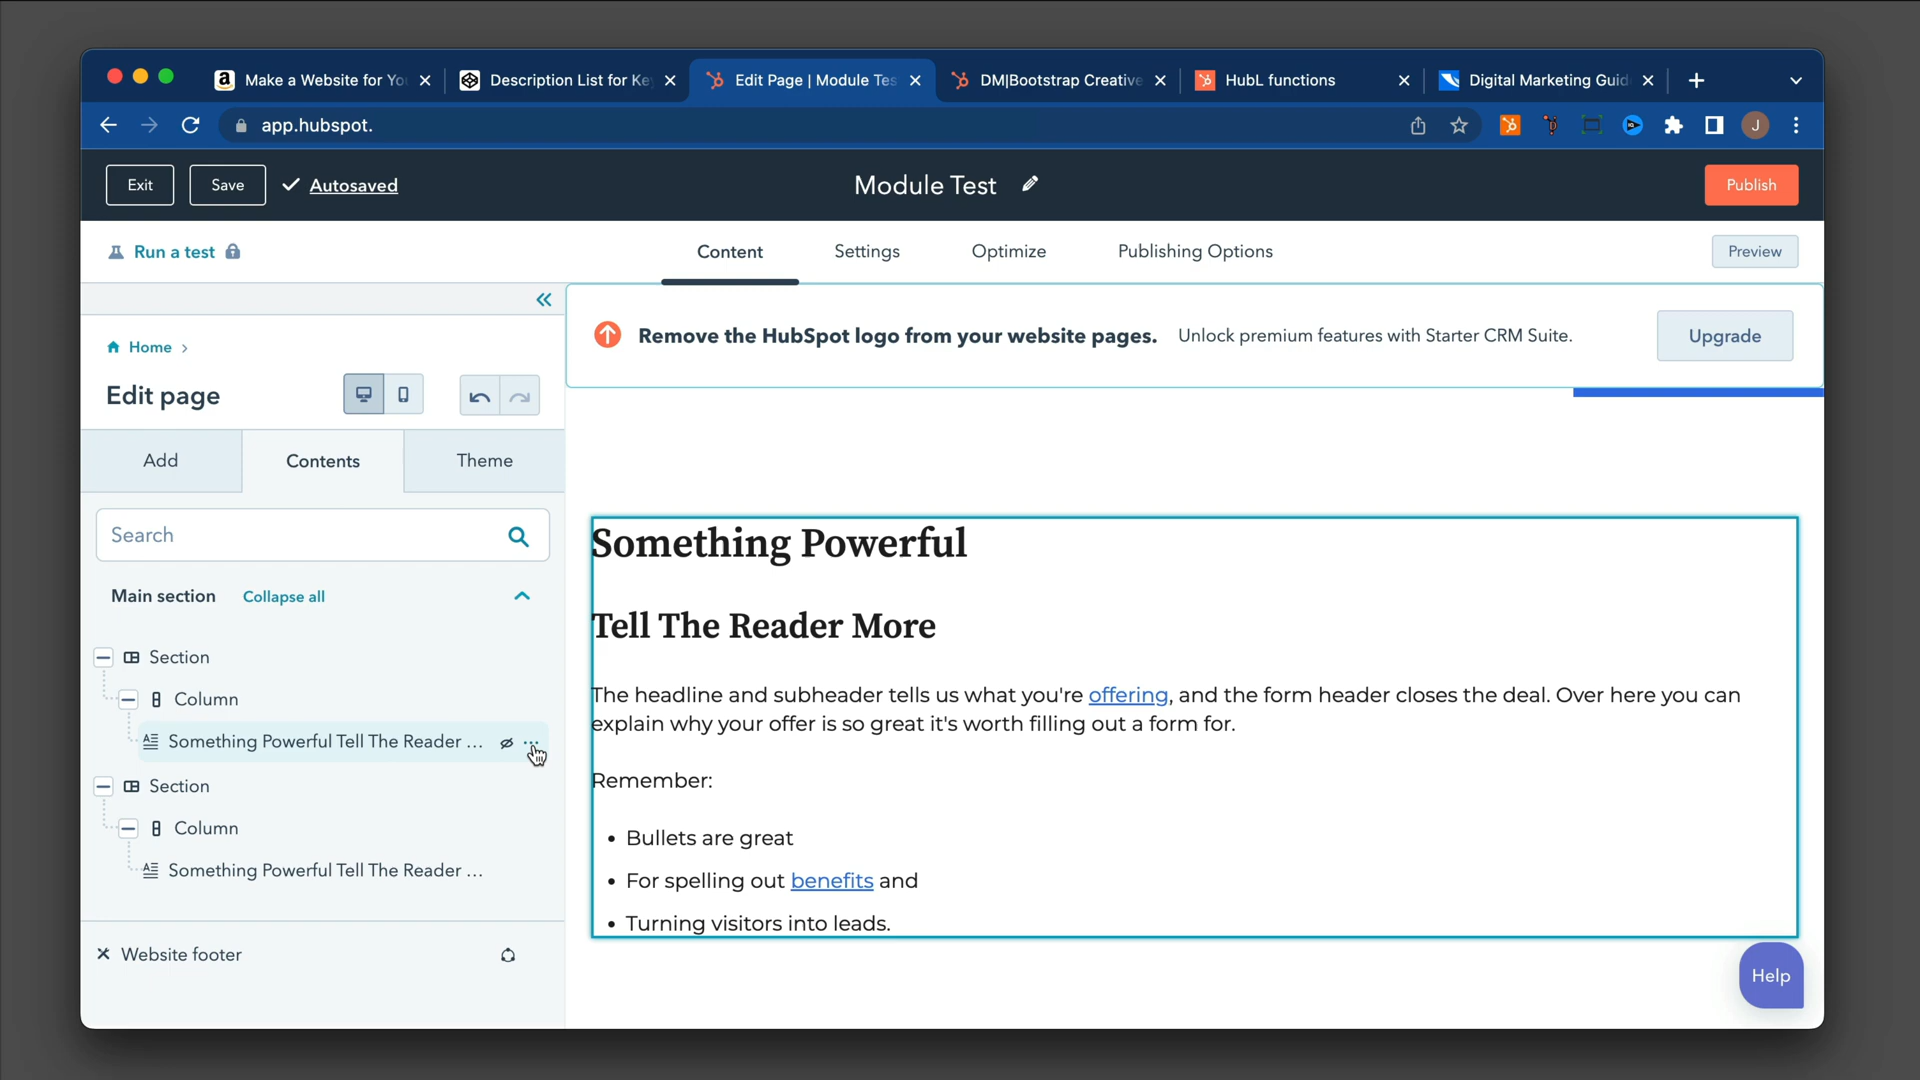 Make a Website for Yo
Description List for Ke
Edit Page | Module Tes
DM|Bootstrap Creative
HubL functions
Digital Marketing Guid
app.hubspot.
J
Exit
Save
Autosaved
Module Test
Publish
Run a test
Content
Settings
Optimize
Publishing Options
Preview
Remove the HubSpot logo from your website pages. Unlock premium features with Starter CRM Suite.
Upgrade
Home
Edit page
Add
Contents
Theme
Search
Main section
Collapse all
Section
Column
Something Powerful Tell The Reader ...
Section
Column
Something Powerful Tell The Reader ...
Website footer
Something Powerful
Tell The Reader More
The headline and subheader tells us what you're offering, and the form header closes the deal. Over here you can
explain why your offer is so great it's worth filling out a form for.
Remember:
• Bullets are great
• For spelling out benefits and
• Turning visitors into leads.
Help